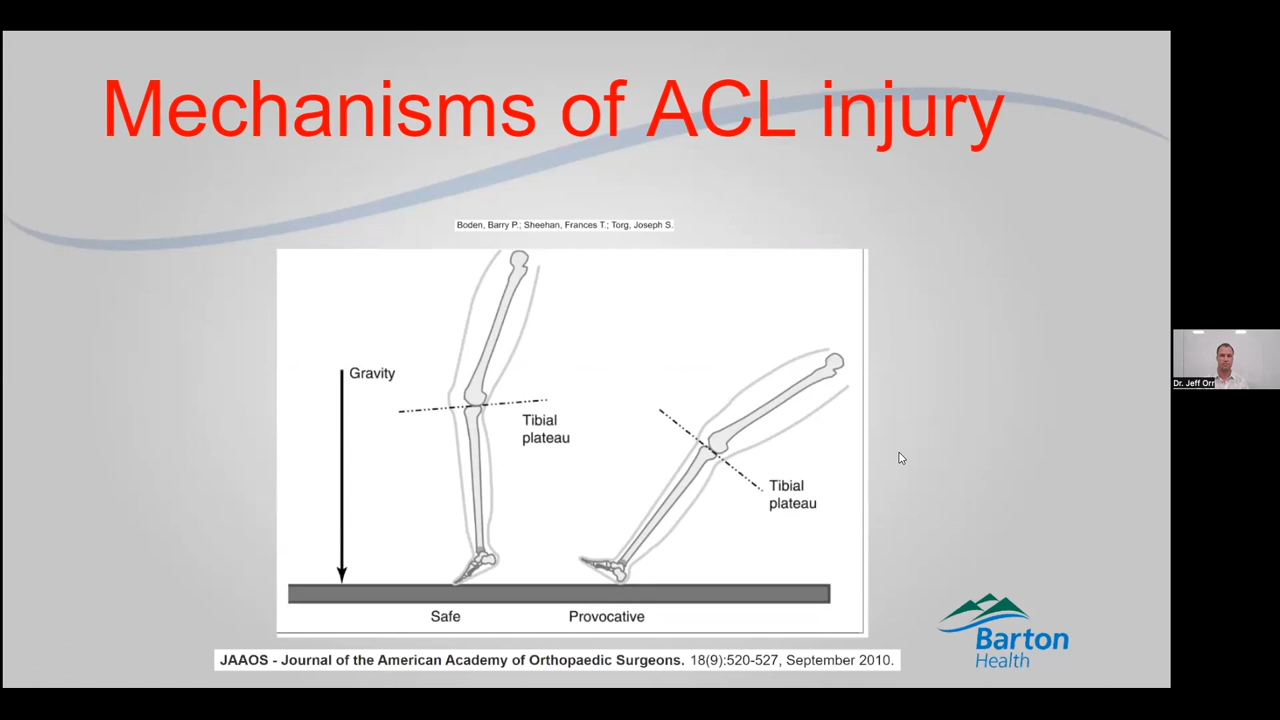 Mechanisms of ACL injury
Boden, Barry P.; Sheehan, Frances T.; Torg, Joseph S.
Gravity
Tibial
plateau
Tibial
plateau
Safe
Provocative
JAAOS - Journal of the American Academy of Orthopaedic Surgeons. 18(9):520-527, September 2010.
Barton
Health
Dr. Jeff Orr